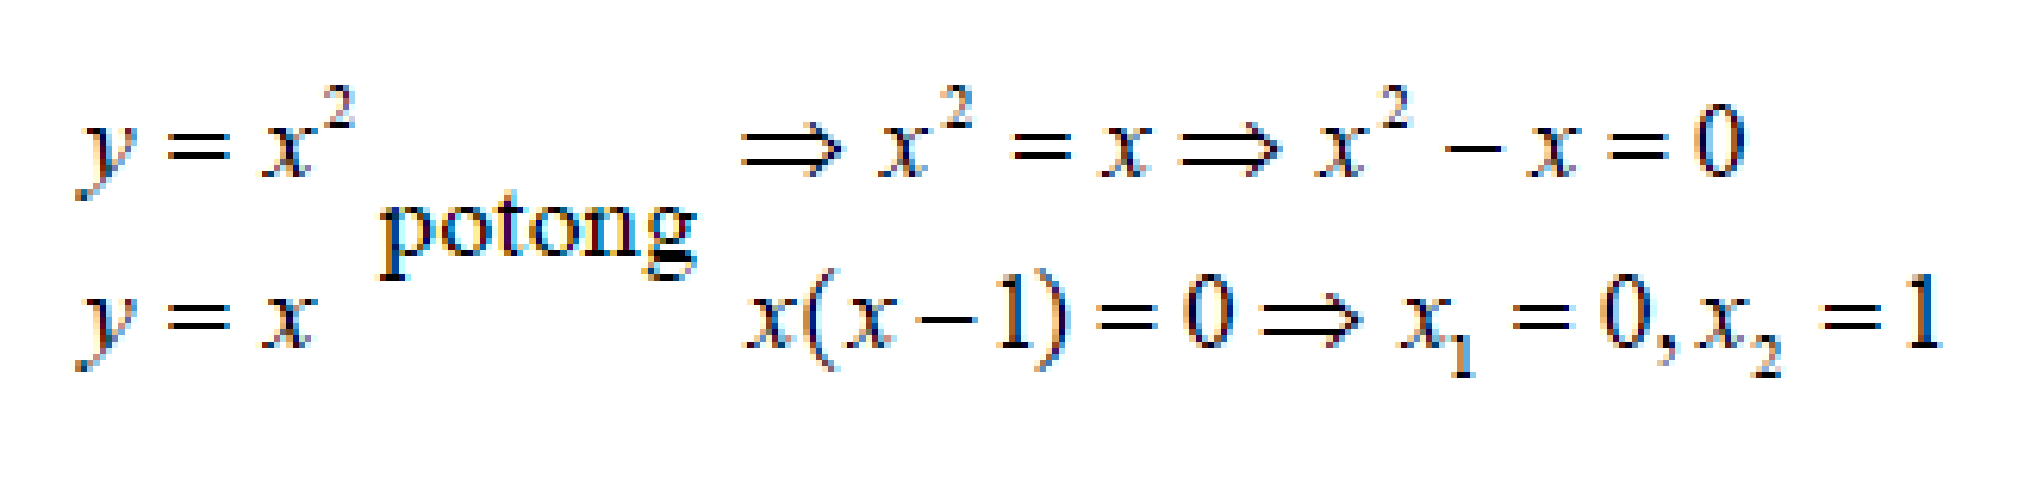 y = x² ⇒ x² = x ⇒ x² − x = 0
potong
y = x x(x − 1) = 0 ⇒ x₁ = 0, x₂ = 1